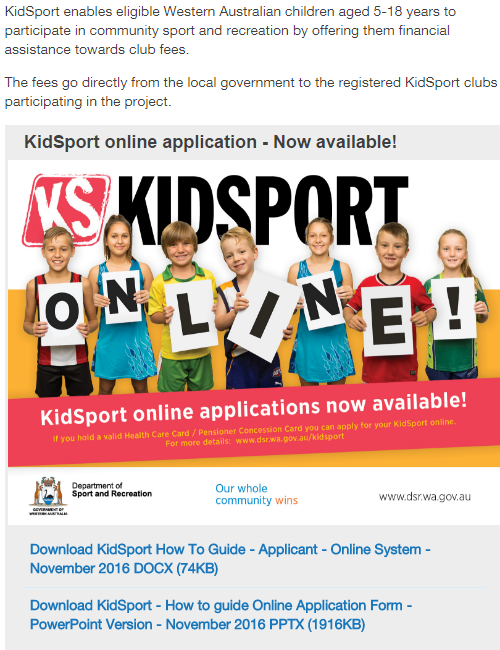 KidSport enables eligible Western Australian children aged 5-18 years to
participate in community sport and recreation by offering them financial
assistance towards club fees.
The fees go directly from the local government to the registered KidSport clubs
participating in the project.
KidSport online application - Now available!
KS KIDSPORT
ONLINE!
KidSport online applications now available!
If you hold a valid Health Care Card / Pensioner Concession Card you can apply for your KidSport online.
For more details: www.dsr.wa.gov.au/kidsport
GOVERNMENT OF
WESTERN AUSTRALIA
Department of
Sport and Recreation
Our whole
community wins
www.dsr.wa.gov.au
Download KidSport How To Guide - Applicant - Online System -
November 2016 DOCX (74KB)
Download KidSport - How to guide Online Application Form -
PowerPoint Version - November 2016 PPTX (1916KB)